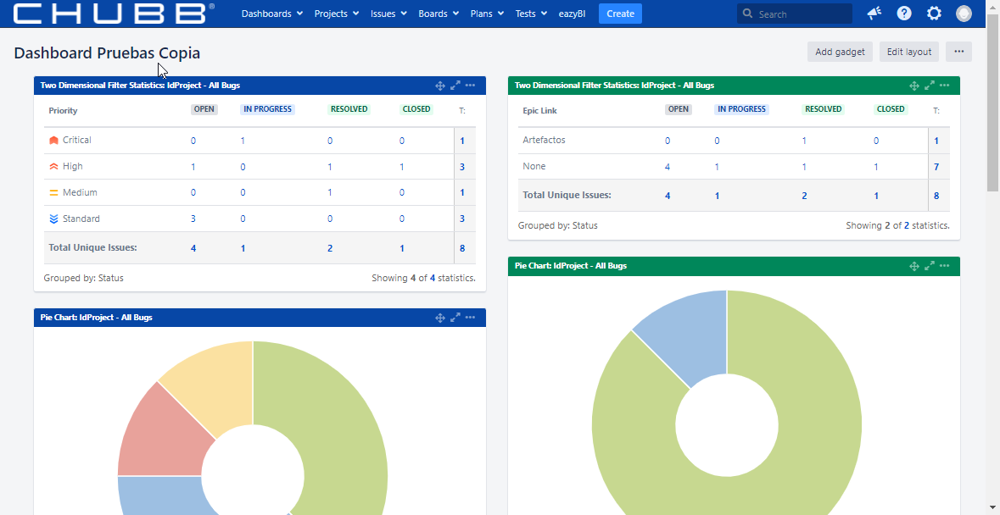 CHUBB®
Dashboards Projects Issues Boards Plans Tests eazyBI Create Search
Dashboard Pruebas Copia
Add gadget Edit layout
Two Dimensional Filter Statistics: IdProject - All Bugs
Priority OPEN IN PROGRESS RESOLVED CLOSED T:
Critical 0 1 0 0 1
High 1 0 1 1 3
Medium 0 0 1 0 1
Standard 3 0 0 0 3
Total Unique Issues: 4 1 2 1 8
Grouped by: Status Showing 4 of 4 statistics.
Pie Chart: IdProject - All Bugs
Two Dimensional Filter Statistics: IdProject - All Bugs
Epic Link OPEN IN PROGRESS RESOLVED CLOSED T:
Artefactos 0 0 1 0 1
None 4 1 1 1 7
Total Unique Issues: 4 1 2 1 8
Grouped by: Status Showing 2 of 2 statistics.
Pie Chart: IdProject - All Bugs